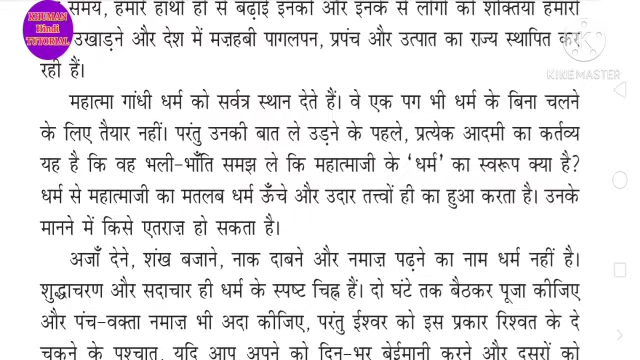 KHUMAN
Hindi
TUTORIAL
KINEMASTER
समय, हमारे हाथों ही से बढ़ाई इनकी और इनके से लोगों की शक्तियाँ हमारी
उखाड़ने और देश में मज़हबी पागलपन, प्रपंच और उत्पात का राज्य स्थापित कर
रही हैं।
महात्मा गांधी धर्म को सर्वत्र स्थान देते हैं। वे एक पग भी धर्म के बिना चलने
के लिए तैयार नहीं। परंतु उनकी बात ले उड़ने के पहले, प्रत्येक आदमी का कर्तव्य
यह है कि वह भली-भाँति समझ ले कि महात्माजी के ‘धर्म’ का स्वरूप क्या है?
धर्म से महात्माजी का मतलब धर्म ऊँचे और उदार तत्त्वों ही का हुआ करता है। उनके
मानने में किसे एतराज़ हो सकता है।
अजाँ देने, शंख बजाने, नाक दाबने और नमाज़ पढ़ने का नाम धर्म नहीं है।
शुद्धाचरण और सदाचार ही धर्म के स्पष्ट चिह्न हैं। दो घंटे तक बैठकर पूजा कीजिए
और पंच-वक्ता नमाज़ भी अदा कीजिए, परंतु ईश्वर को इस प्रकार रिश्वत के दे
चुकने के पश्चात्, यदि आप अपने को दिन-भर बेईमानी करने और दूसरों को